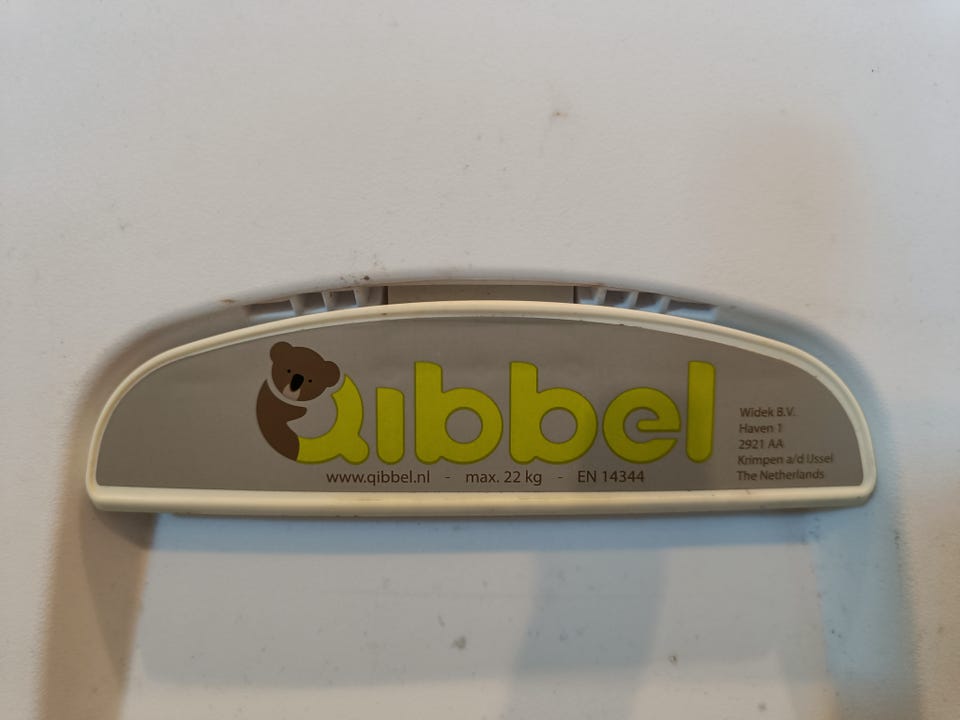 Qibbel
www.qibbel.nl - max. 22 kg - EN 14344
Widek B.V.
Haven 1
2921 AA
Krimpen a/d IJssel
The Netherlands